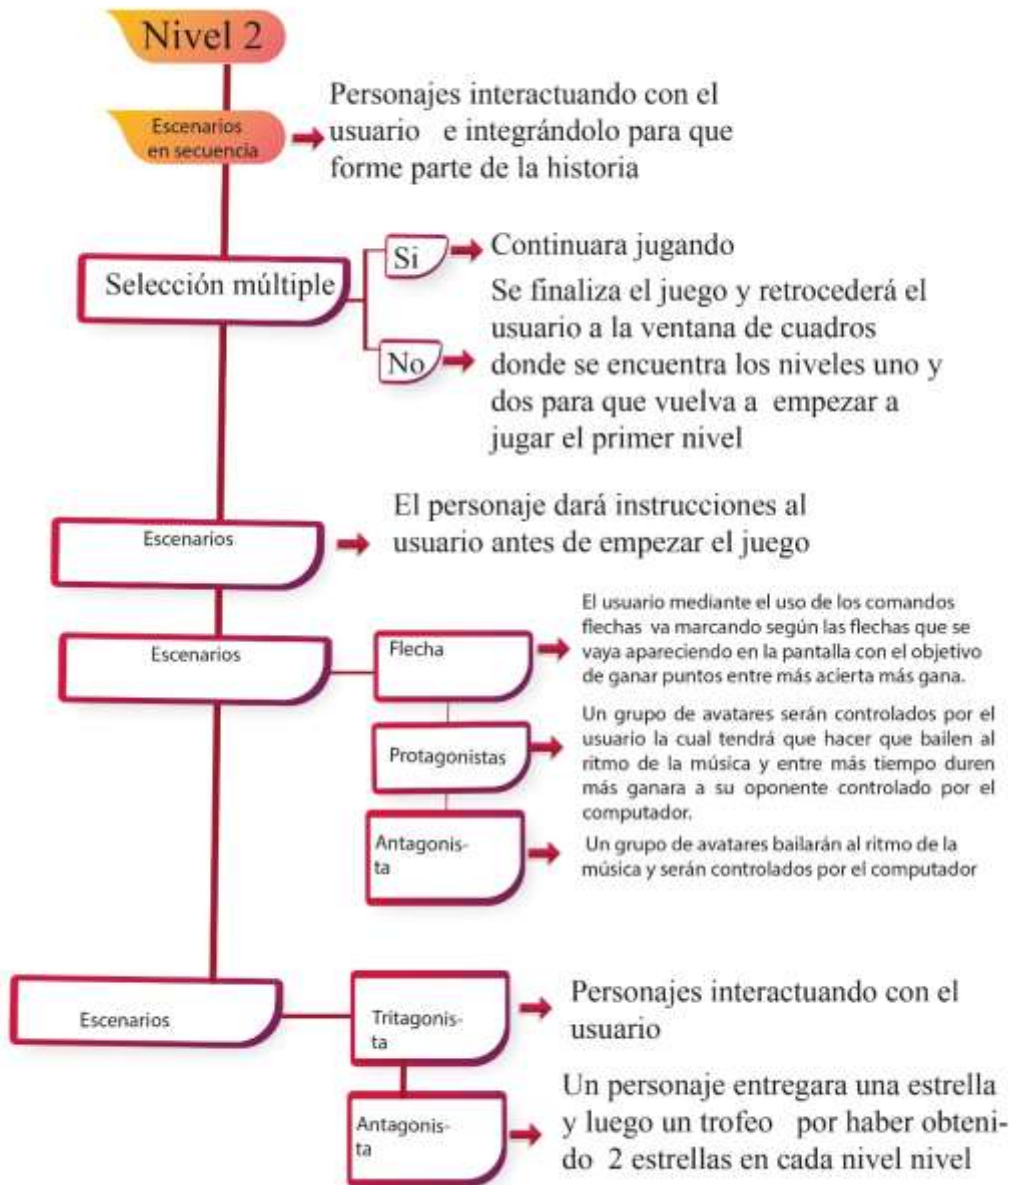 Nivel 2
Escenarios
en secuencia
Personajes interactuando con el
usuario e integrándolo para que
forme parte de la historia
Selección múltiple
Si
Continuara jugando
No
Se finaliza el juego y retrocederá el
usuario a la ventana de cuadros
donde se encuentra los niveles uno y
dos para que vuelva a empezar a
jugar el primer nivel
Escenarios
El personaje dará instrucciones al
usuario antes de empezar el juego
Escenarios
Flecha
El usuario mediante el uso de los comandos
flechas va marcando según las flechas que se
vaya apareciendo en la pantalla con el objetivo
de ganar puntos entre más acierta más gana.
Protagonistas
Un grupo de avatares serán controlados por el
usuario la cual tendrá que hacer que bailen al
ritmo de la música y entre más tiempo duren
más ganara a su oponente controlado por el
computador.
Antagonis-
ta
Un grupo de avatares bailarán al ritmo de la
música y serán controlados por el computador
Escenarios
Tritagonis-
ta
Personajes interactuando con el
usuario
Antagonis-
ta
Un personaje entregara una estrella
y luego un trofeo por haber obteni-
do 2 estrellas en cada nivel nivel